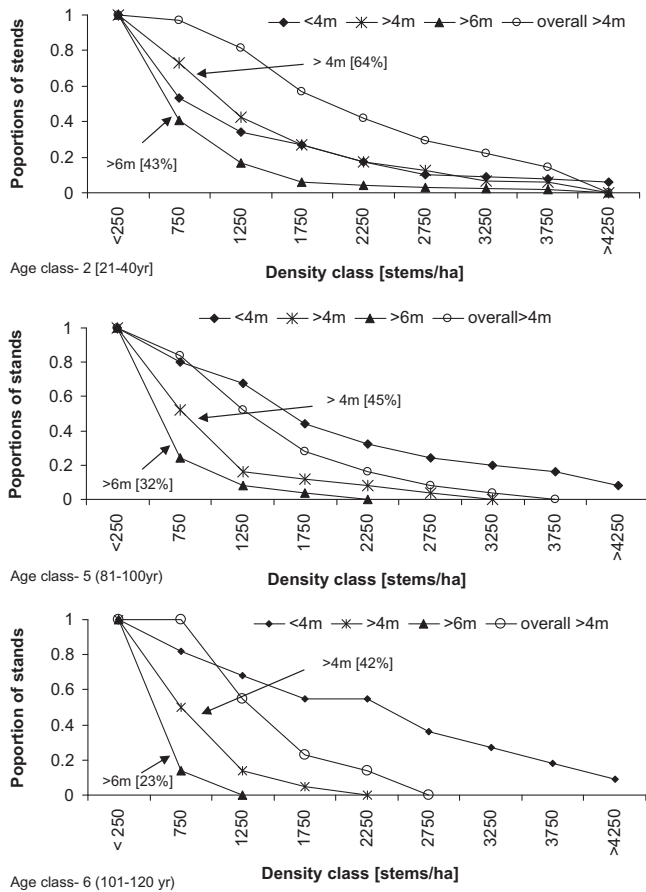 <4m >4m >6m overall >4m
Poportions of stends
1
0.8
0.6
0.4
0.2
0
> 4m [64%]
>6m [43%]
<250 750 1250 1750 2250 2750 3250 3750 >4250
Age class- 2 [21-40yr]
Density class [stems/ha]
<4m >4m >6m overall>4m
Poportions of stands
1
0.8
0.6
0.4
0.2
0
> 4m [45%]
>6m [32%]
<250 750 1250 1750 2250 2750 3250 3750 >4250
Age class- 5 (81-100yr)
Density class [stems/ha]
<4m >4m >6m overall >4m
Poportion of stands
1
0.8
0.6
0.4
0.2
0
>4m [42%]
>6m [23%]
< 250 750 1250 1750 2250 2750 3250 3750 >4250
Age class- 6 (101-120 yr)
Density class [stems/ha]